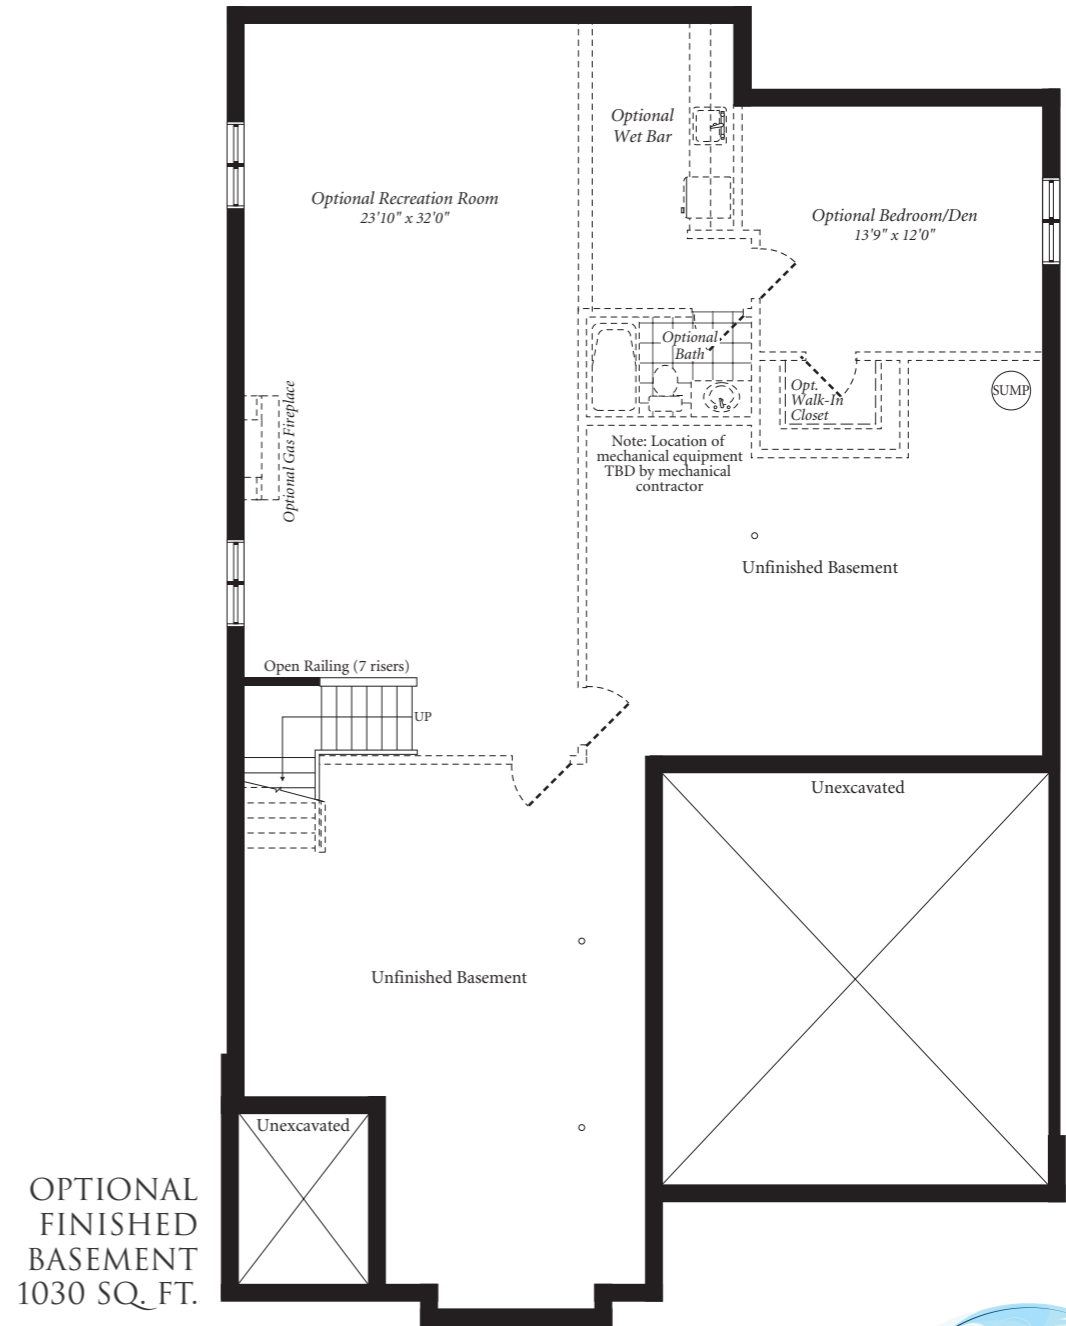 Optional
Wet Bar
Optional Recreation Room
23'10" x 32'0"
Optional Bedroom/Den
13'9" x 12'0"
Optional
Bath
Opt.
Walk-In
Closet
SUMP
Optional Gas Fireplace
Note: Location of
mechanical equipment
TBD by mechanical
contractor
Unfinished Basement
Open Railing (7 risers)
UP
Unexcavated
Unfinished Basement
Unexcavated
OPTIONAL
FINISHED
BASEMENT
1030 SQ. FT.